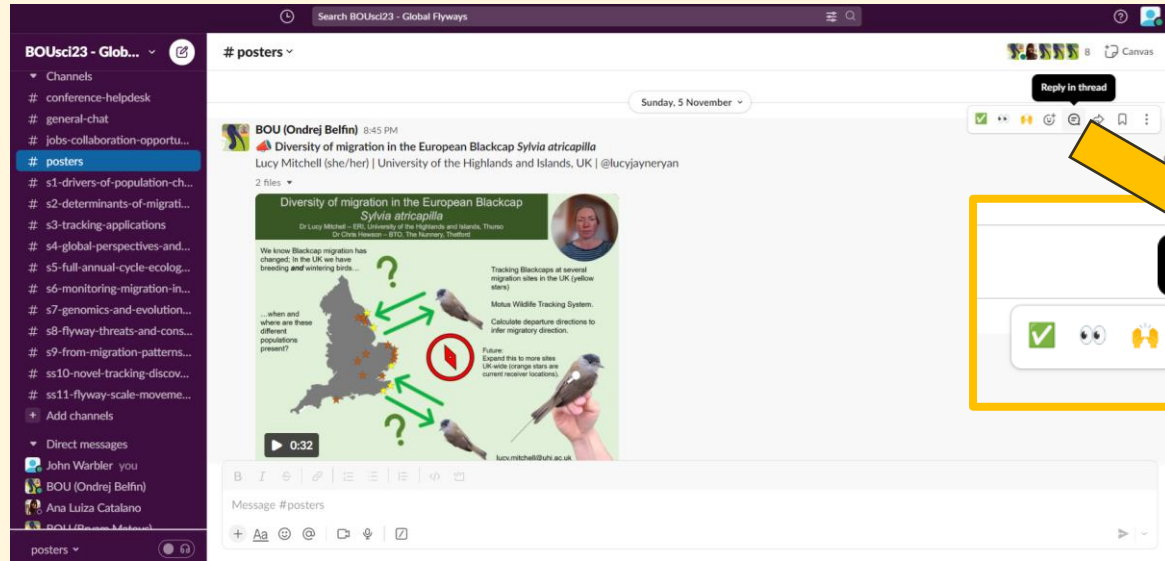 Search BOUsci23 - Global Flyways
BOUsci23 - Glob...
Channels
# conference-helpdesk
# general-chat
# jobs-collaboration-opportu...
# posters
# s1-drivers-of-population-ch...
# s2-determinants-of-migrati...
# s3-tracking-applications
# s4-global-perspectives-and...
# s5-full-annual-cycle-ecolog...
# s6-monitoring-migration-in...
# s7-genomics-and-evolution...
# s8-flyway-threats-and-cons...
# s9-from-migration-patterns...
# ss10-novel-tracking-discov...
# ss11-flyway-scale-moveme...
+ Add channels
Direct messages
John Warbler you
BOU (Ondrej Belfin)
Ana Luiza Catalano
posters
# posters
8 Canvas
Reply in thread
Sunday, 5 November
BOU (Ondrej Belfin) 8:45 PM
Diversity of migration in the European Blackcap Sylvia atricapilla
Lucy Mitchell (she/her) | University of the Highlands and Islands, UK | @lucyjayneryan
2 files
Diversity of migration in the European Blackcap
Sylvia atricapilla
Dr Lucy Mitchell – ERI, University of the Highlands and Islands, Thurso
Dr Chris Hewson – BTO, The Nunnery, Thetford
We know Blackcap migration has
changed; In the UK we have
breeding and wintering birds…
…when and
where are these
different
populations
present?
Tracking Blackcaps at several
migration sites in the UK (yellow
stars)
Motus Wildlife Tracking System.
Calculate departure directions to
infer migratory direction.
Future:
Expand this to more sites
UK-wide (orange stars are
current receiver locations).
lucy.mitchell@uhi.ac.uk
0:32
Message #posters
Aa